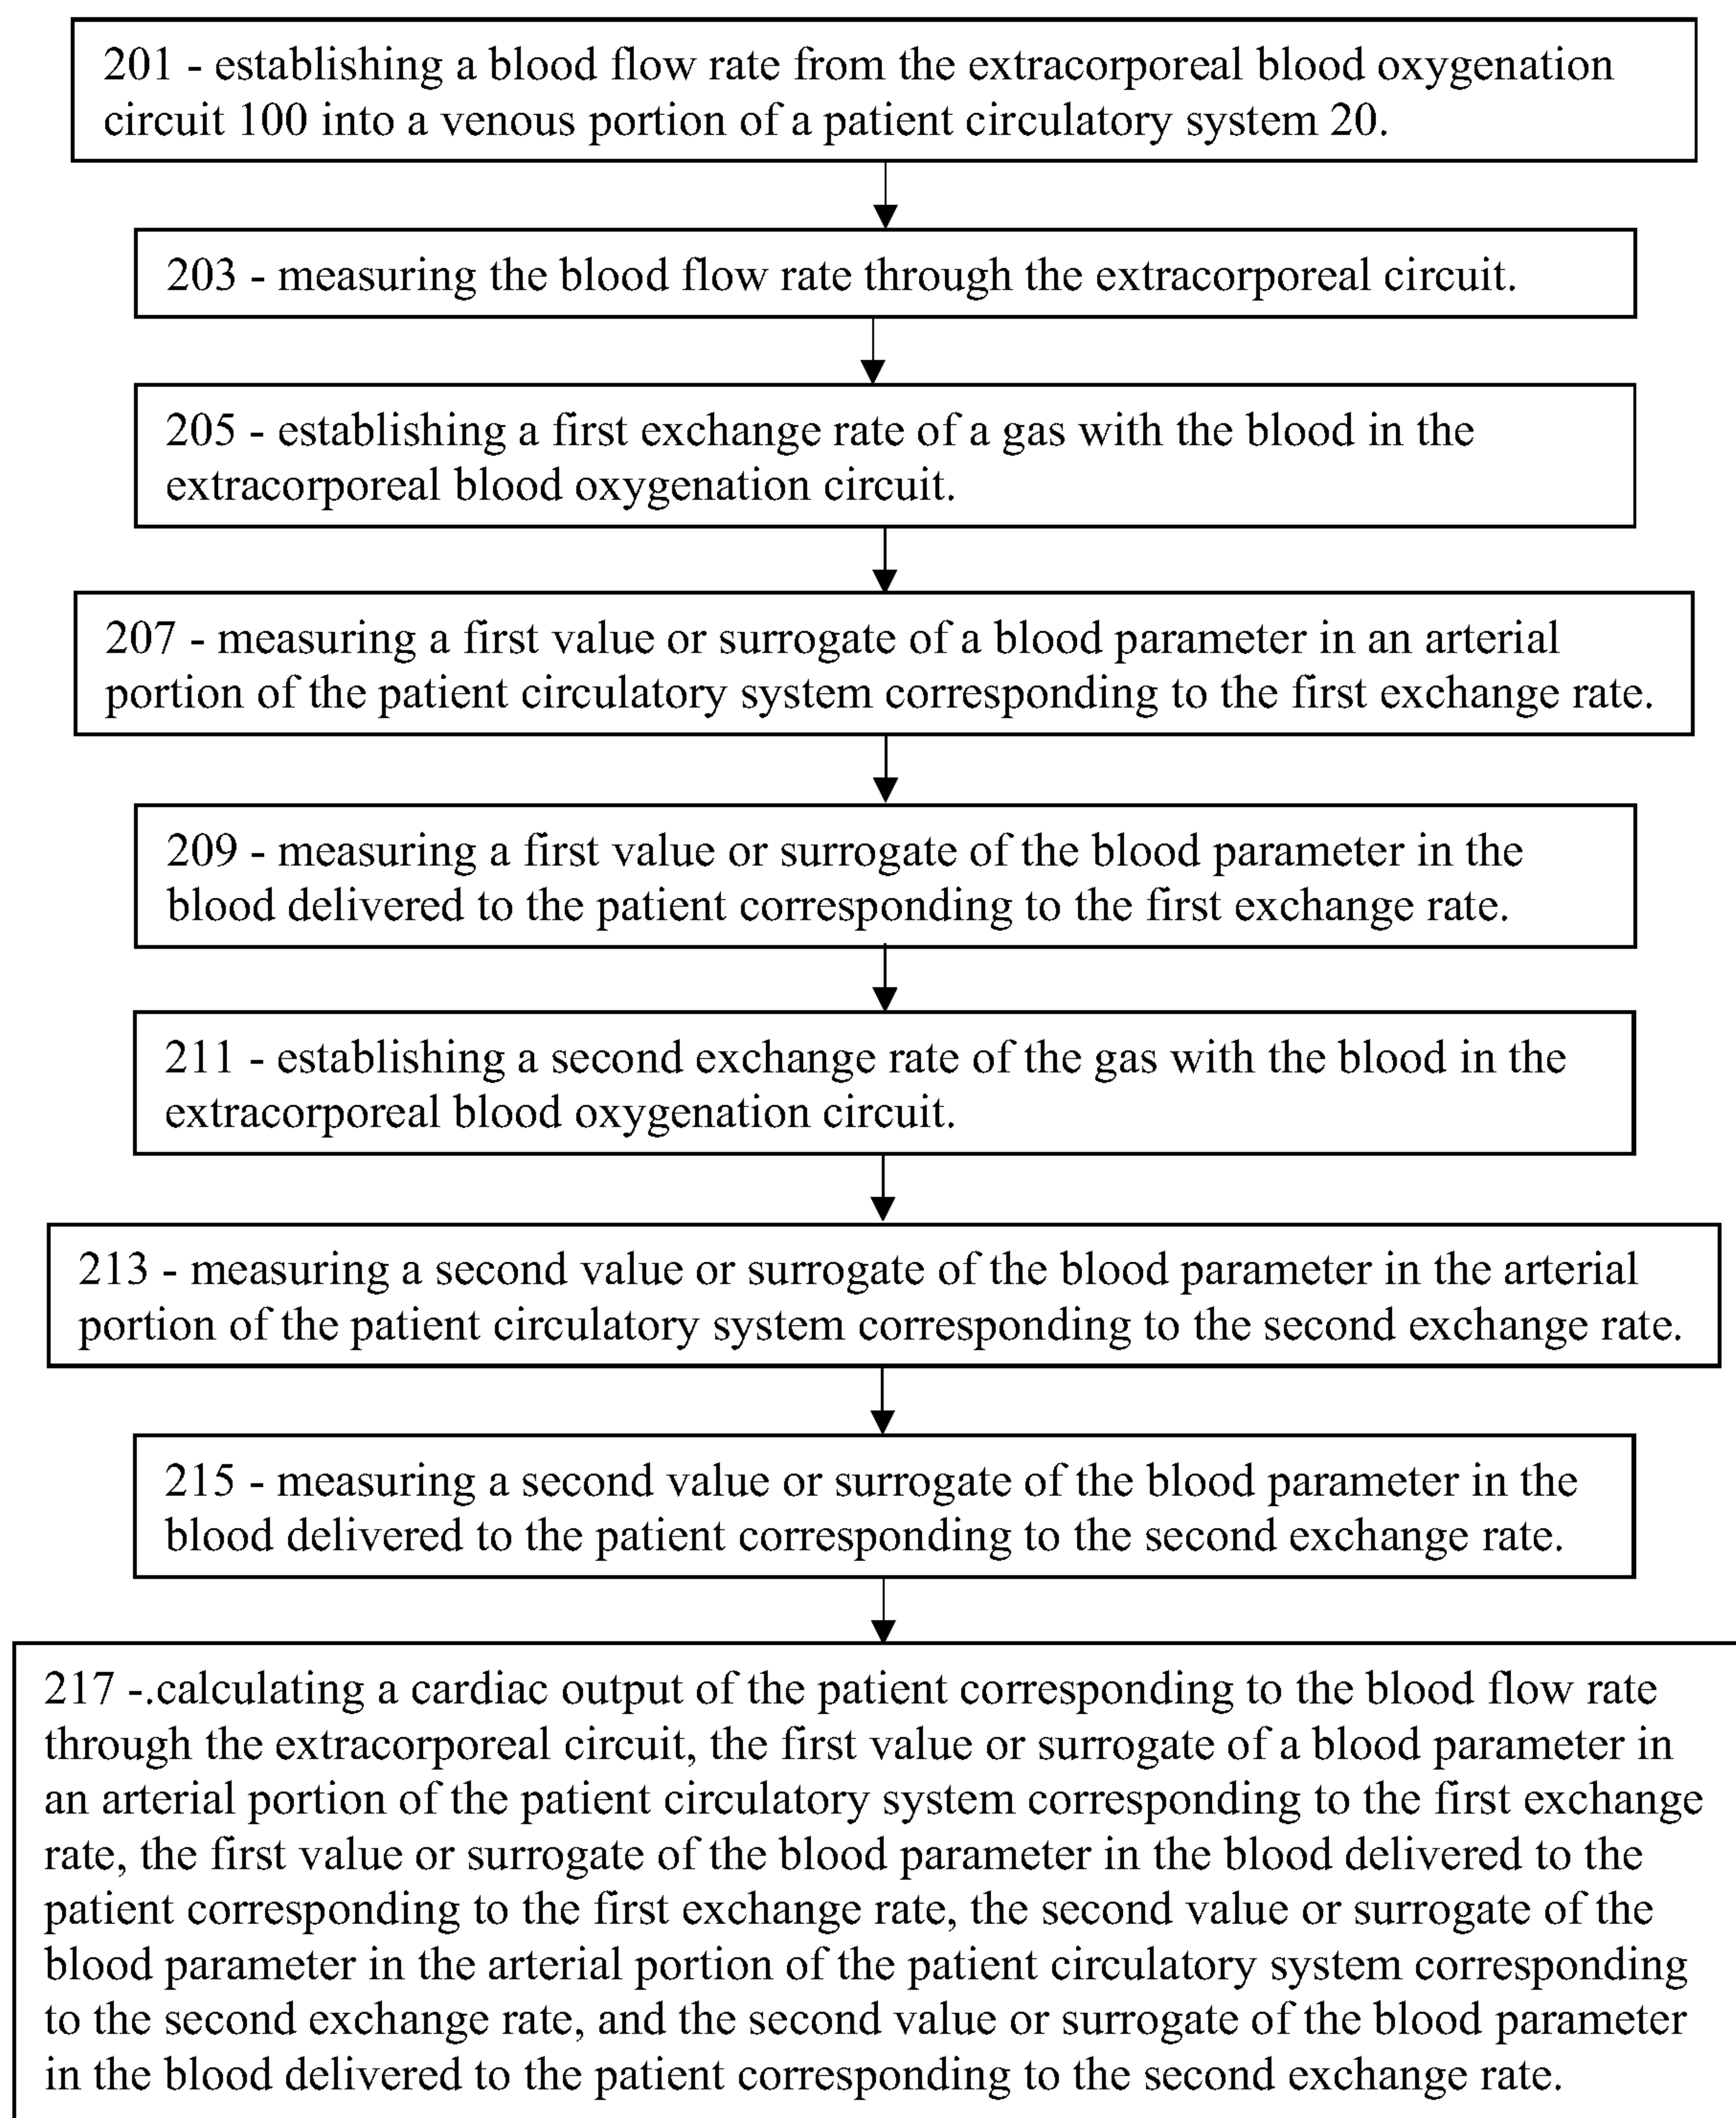 201 - establishing a blood flow rate from the extracorporeal blood oxygenation
circuit 100 into a venous portion of a patient circulatory system 20.
203 - measuring the blood flow rate through the extracorporeal circuit.
205 - establishing a first exchange rate of a gas with the blood in the
extracorporeal blood oxygenation circuit.
207 - measuring a first value or surrogate of a blood parameter in an arterial
portion of the patient circulatory system corresponding to the first exchange rate.
209 - measuring a first value or surrogate of the blood parameter in the
blood delivered to the patient corresponding to the first exchange rate.
211 - establishing a second exchange rate of the gas with the blood in the
extracorporeal blood oxygenation circuit.
213 - measuring a second value or surrogate of the blood parameter in the arterial
portion of the patient circulatory system corresponding to the second exchange rate.
215 - measuring a second value or surrogate of the blood parameter in the
blood delivered to the patient corresponding to the second exchange rate.
217 -.calculating a cardiac output of the patient corresponding to the blood flow rate
through the extracorporeal circuit, the first value or surrogate of a blood parameter in
an arterial portion of the patient circulatory system corresponding to the first exchange
rate, the first value or surrogate of the blood parameter in the blood delivered to the
patient corresponding to the first exchange rate, the second value or surrogate of the
blood parameter in the arterial portion of the patient circulatory system corresponding
to the second exchange rate, and the second value or surrogate of the blood parameter
in the blood delivered to the patient corresponding to the second exchange rate.